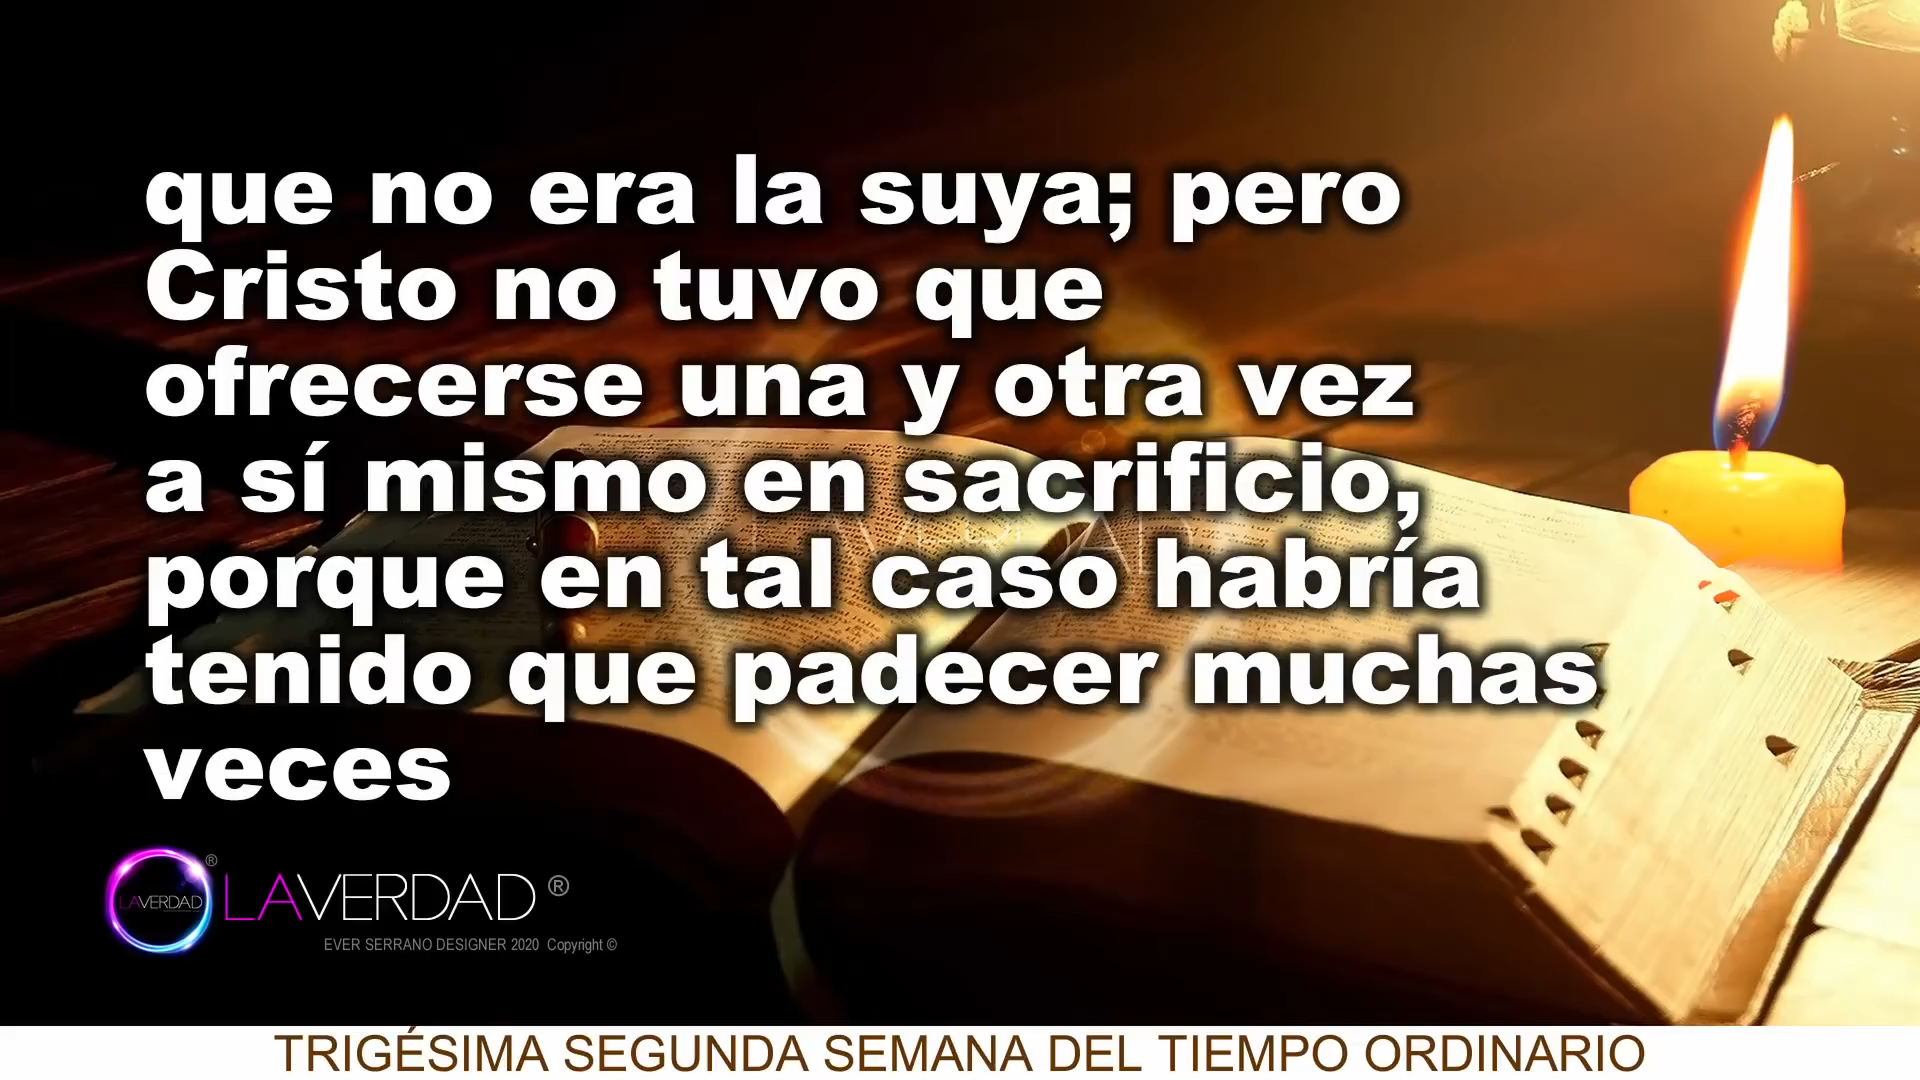 que no era la suya; pero
Cristo no tuvo que
ofrecerse una y otra vez
a sí mismo en sacrificio,
porque en tal caso habría
tenido que padecer muchas
veces
LAVERDAD ®
LAVERDAD ®
EVER SERRANO DESIGNER 2020 Copyright ©
TRIGÉSIMA SEGUNDA SEMANA DEL TIEMPO ORDINARIO